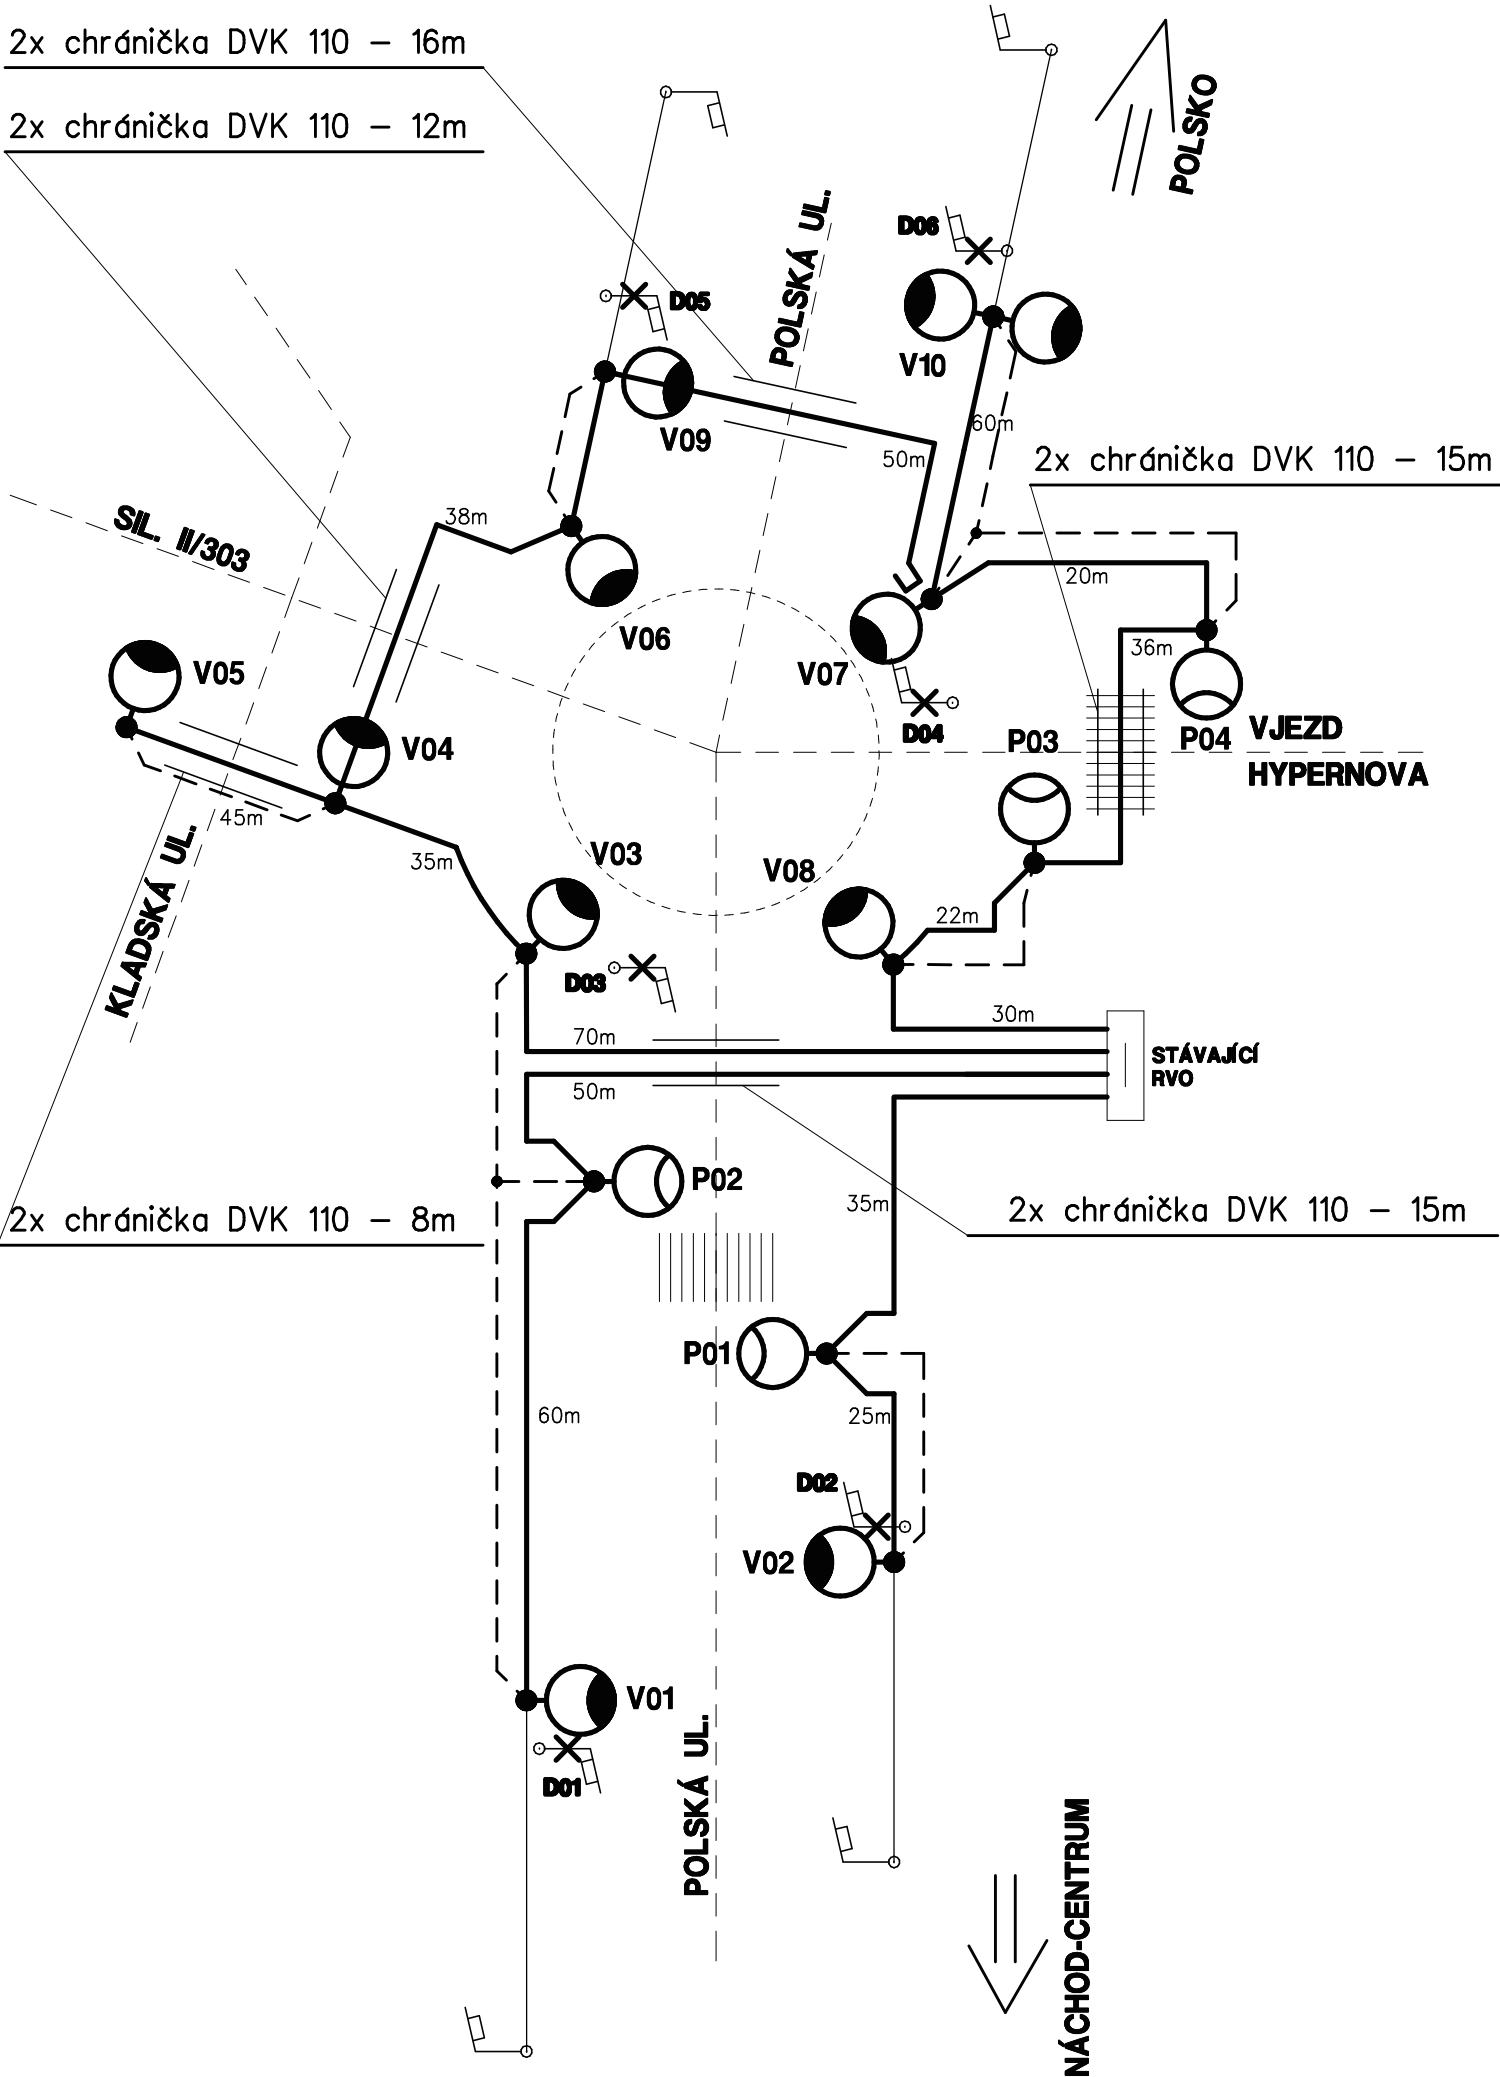 2x chránička DVK 110 – 16m
2x chránička DVK 110 – 12m
POLSKO
POLSKÁ UL.
D06
D05
V10
V09
60m
50m
2x chránička DVK 110 – 15m
38m
SIL. II/303
20m
V06
36m
V05
V07
D04
P03
P04
VJEZD
HYPERNOVA
V04
45m
35m
V03
V08
KLADSKÁ UL.
22m
D03
30m
70m
50m
STÁVAJÍCÍ
RVO
P02
35m
2x chránička DVK 110 – 8m
2x chránička DVK 110 – 15m
P01
60m
25m
D02
V02
V01
D01
POLSKÁ UL.
NÁCHOD-CENTRUM